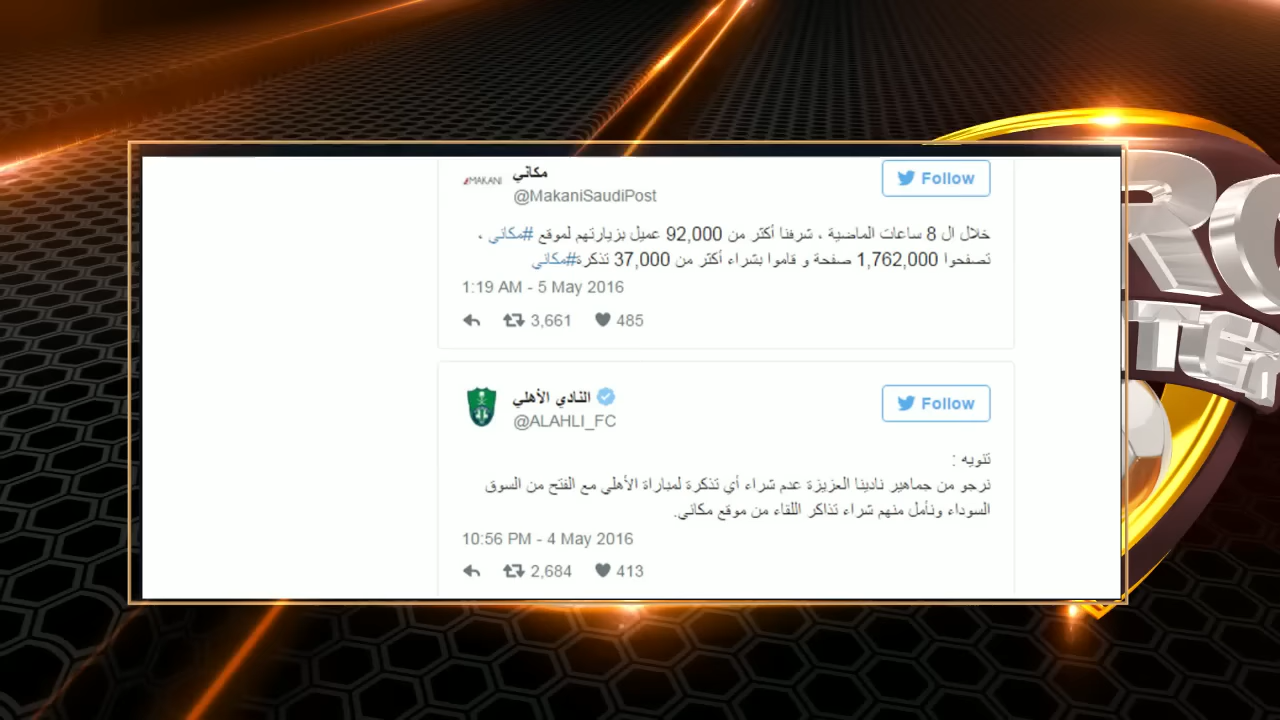 مكاني
MAKANI
@MakaniSaudiPost
Follow
خلال ال 8 ساعات الماضية ، شرفنا أكثر من 92,000 عميل بزيارتهم لموقع #مكاني ،
تصفحوا 1,762,000 صفحة و قاموا بشراء أكثر من 37,000 تذكرة#مكاني
1:19 AM - 5 May 2016
3,661 485
النادي الأهلي
@ALAHLI_FC
Follow
تنويه :
نرجو من جماهير نادينا العزيزة عدم شراء أي تذكرة لمباراة الأهلي مع الفتح من السوق
السوداء ونأمل منهم شراء تذاكر اللقاء من موقع مكاني.
10:56 PM - 4 May 2016
2,684 413